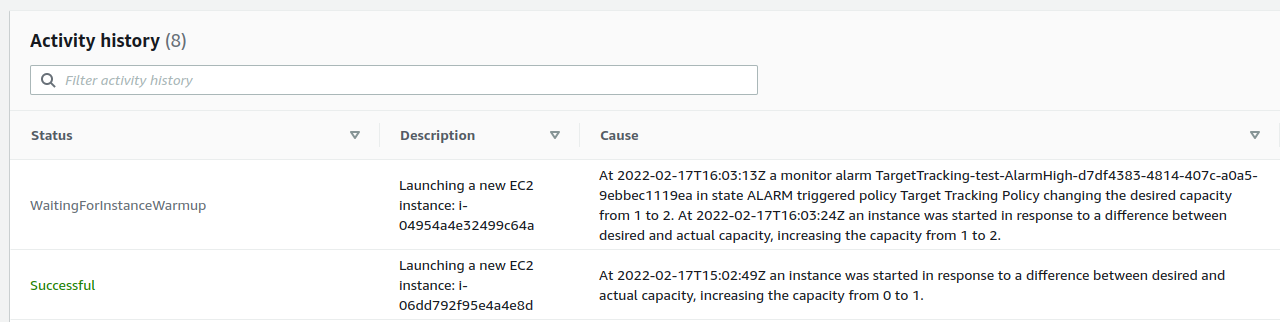 Activity history (8)
Filter activity history
Status Description Cause
WaitingForInstanceWarmup
Launching a new EC2
instance: i-
04954a4e32499c64a
At 2022-02-17T16:03:13Z a monitor alarm TargetTracking-test-AlarmHigh-d7df4383-4814-407c-a0a5-
9ebbec1119ea in state ALARM triggered policy Target Tracking Policy changing the desired capacity
from 1 to 2. At 2022-02-17T16:03:24Z an instance was started in response to a difference between
desired and actual capacity, increasing the capacity from 1 to 2.
Successful
Launching a new EC2
instance: i-
06dd792f95e4a4e8d
At 2022-02-17T15:02:49Z an instance was started in response to a difference between desired and
actual capacity, increasing the capacity from 0 to 1.